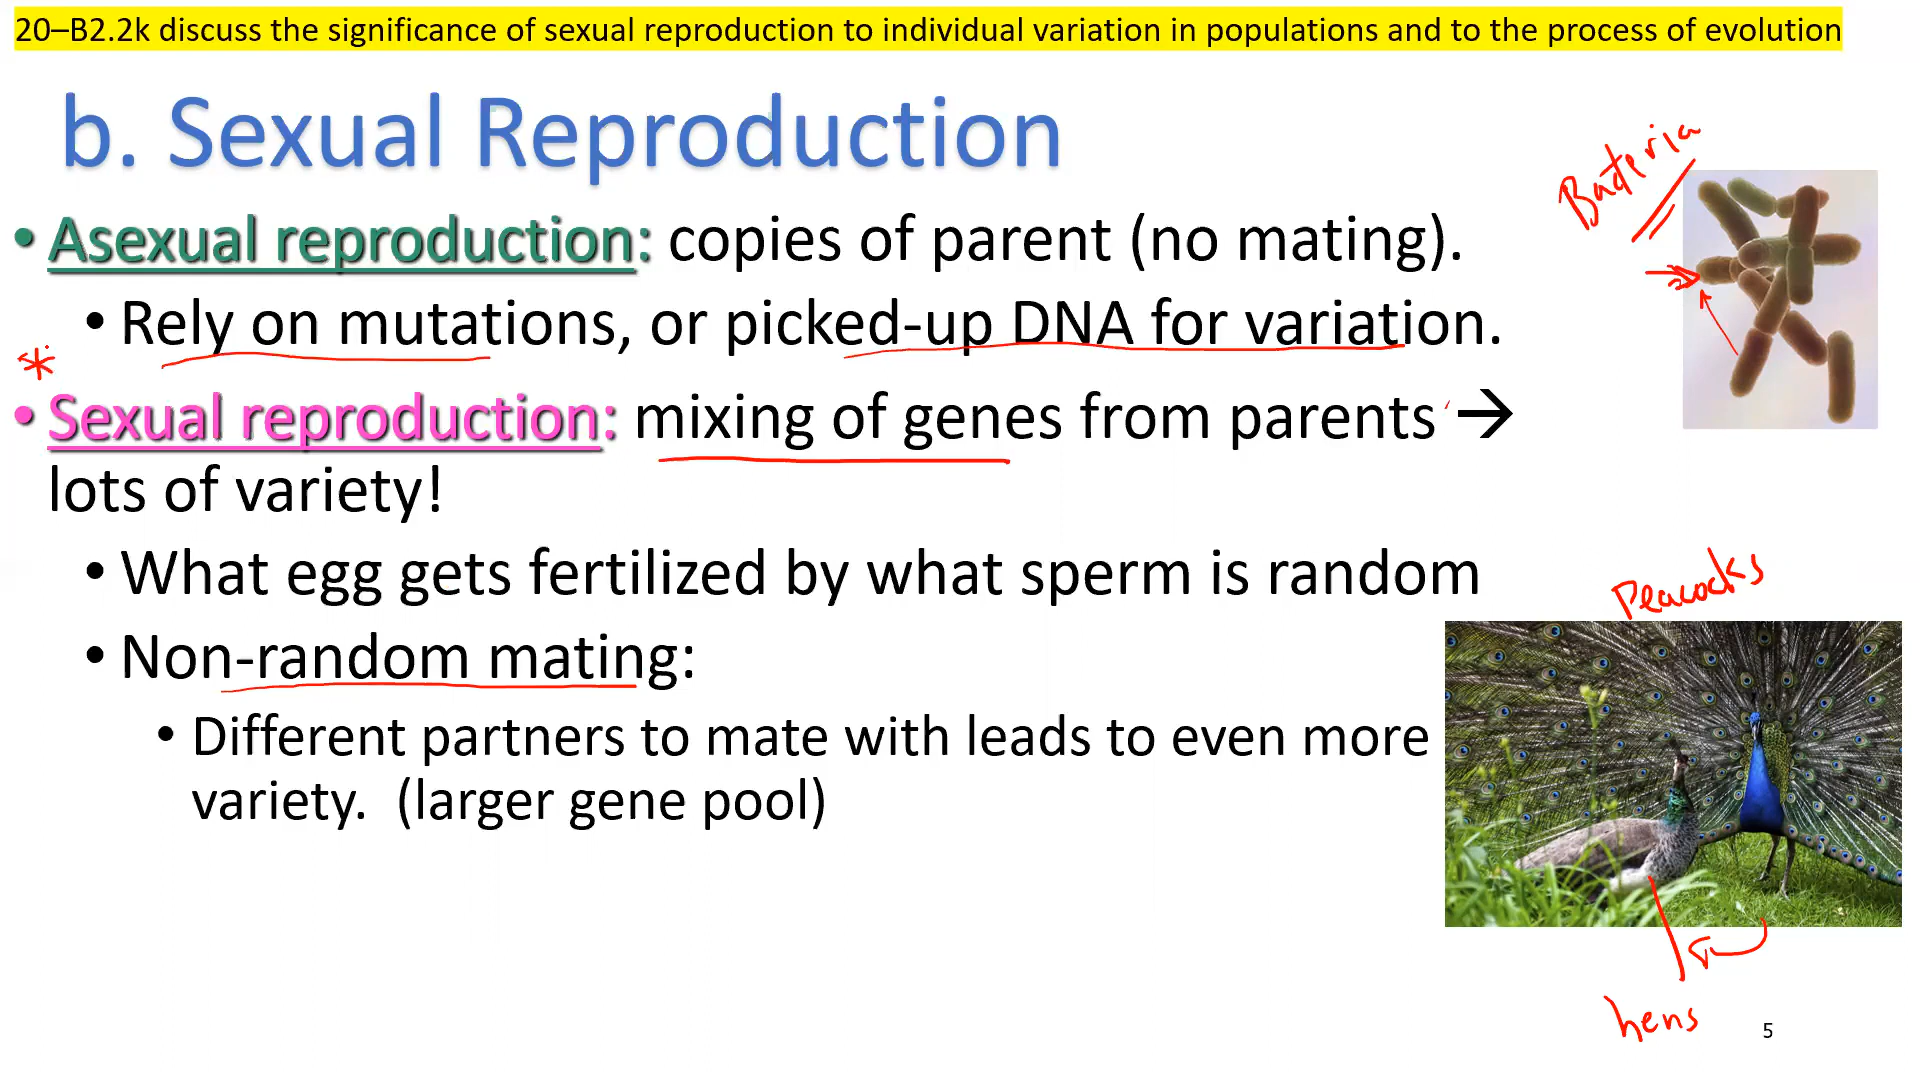 20–B2.2k discuss the significance of sexual reproduction to individual variation in populations and to the process of evolution
b. Sexual Reproduction
• Asexual reproduction: copies of parent (no mating).
• Rely on mutations, or picked-up DNA for variation.
* 
• Sexual reproduction: mixing of genes from parents →
lots of variety!
• What egg gets fertilized by what sperm is random
• Non-random mating:
• Different partners to mate with leads to even more
variety. (larger gene pool)
Bacteria
Peacocks
hens
5